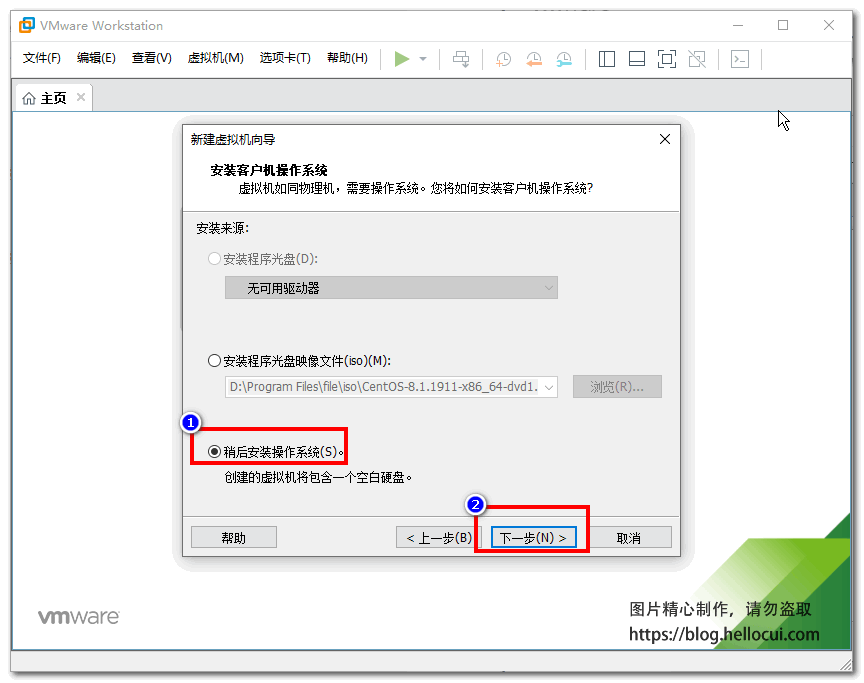 VMware Workstation
文件(F) 编辑(E) 查看(V) 虚拟机(M) 选项卡(T) 帮助(H)
主页
新建虚拟机向导
安装客户机操作系统
虚拟机如同物理机，需要操作系统。您将如何安装客户机操作系统?
安装来源:
安装程序光盘(D):
无可用驱动器
安装程序光盘映像文件(iso)(M):
D:\Program Files\file\iso\CentOS-8.1.1911-x86_64-dvd1. 浏览(R)...
1
稍后安装操作系统(S)。
创建的虚拟机将包含一个空白硬盘。
2
帮助 < 上一步(B) 下一步(N) > 取消
vmware
图片精心制作，请勿盗取
https://blog.hellocui.com